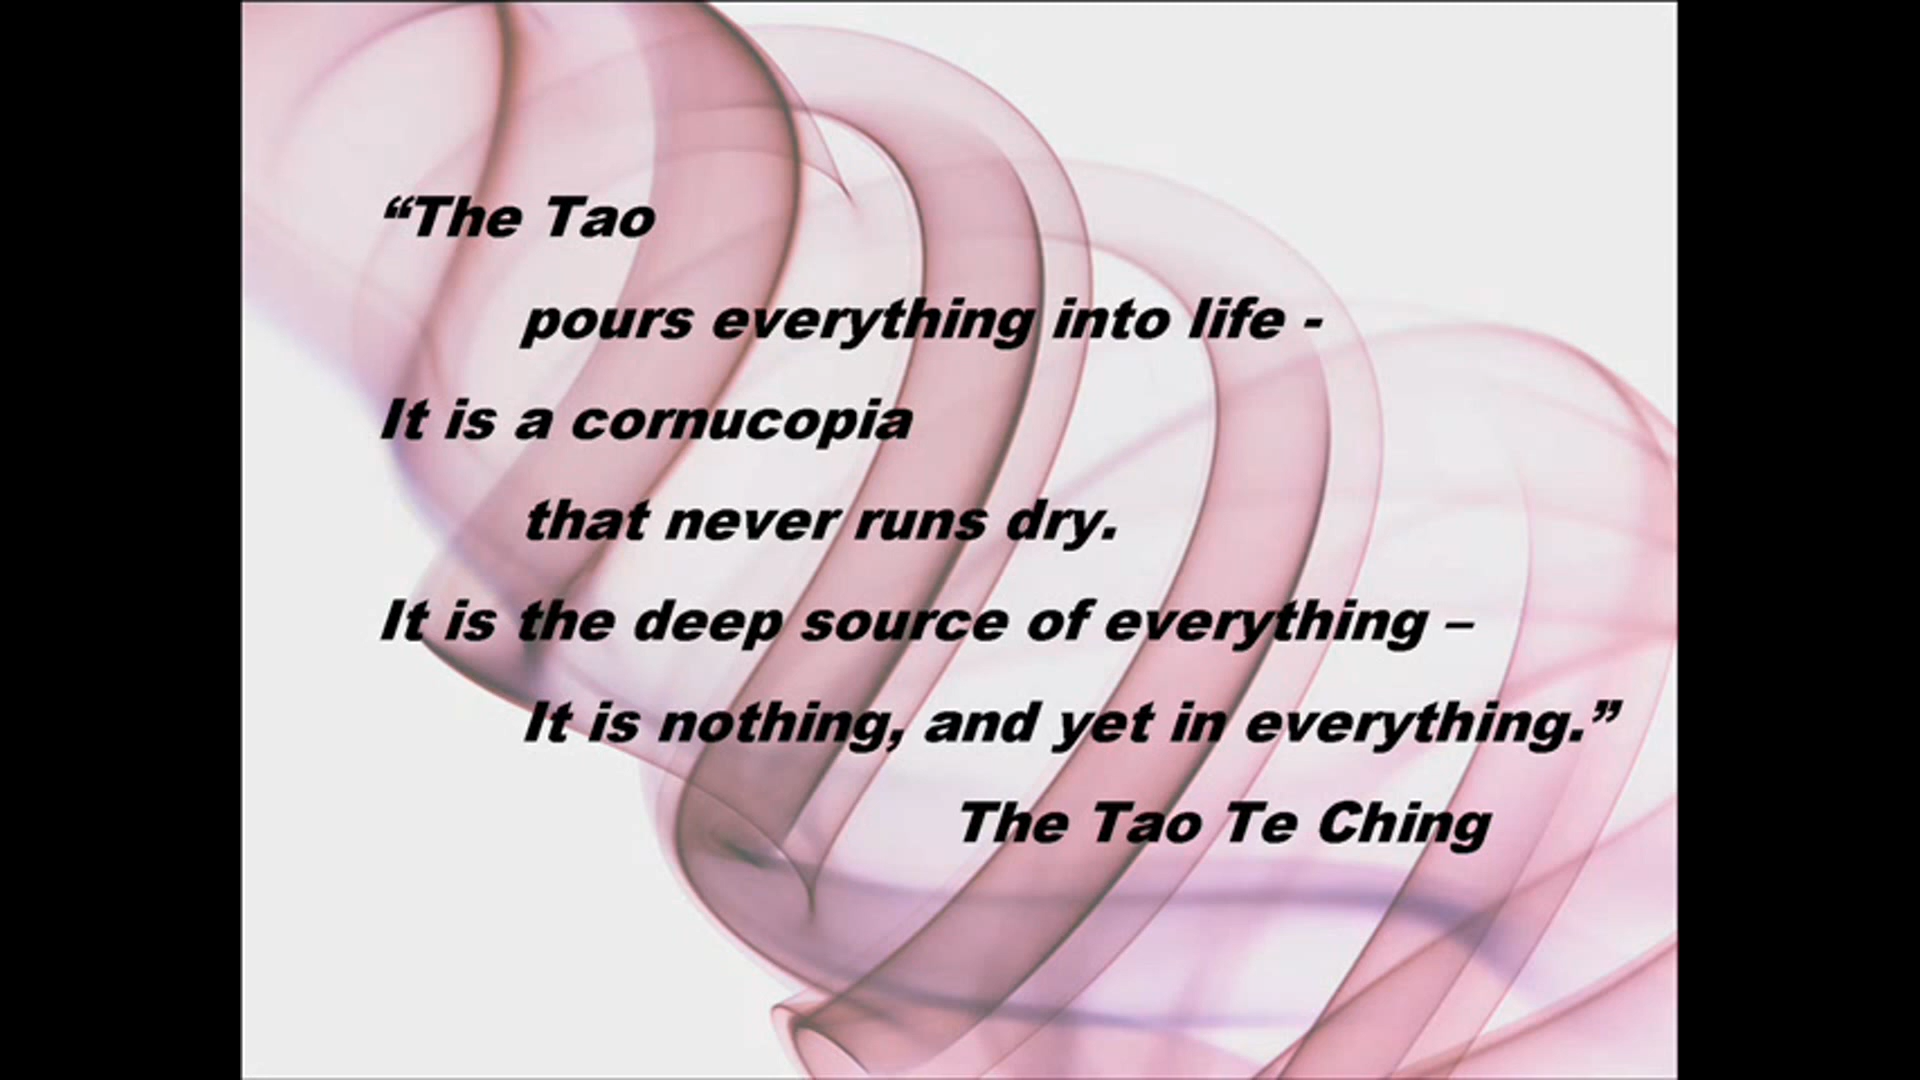 “The Tao
pours everything into life -
It is a cornucopia
that never runs dry.
It is the deep source of everything –
It is nothing, and yet in everything.”
The Tao Te Ching